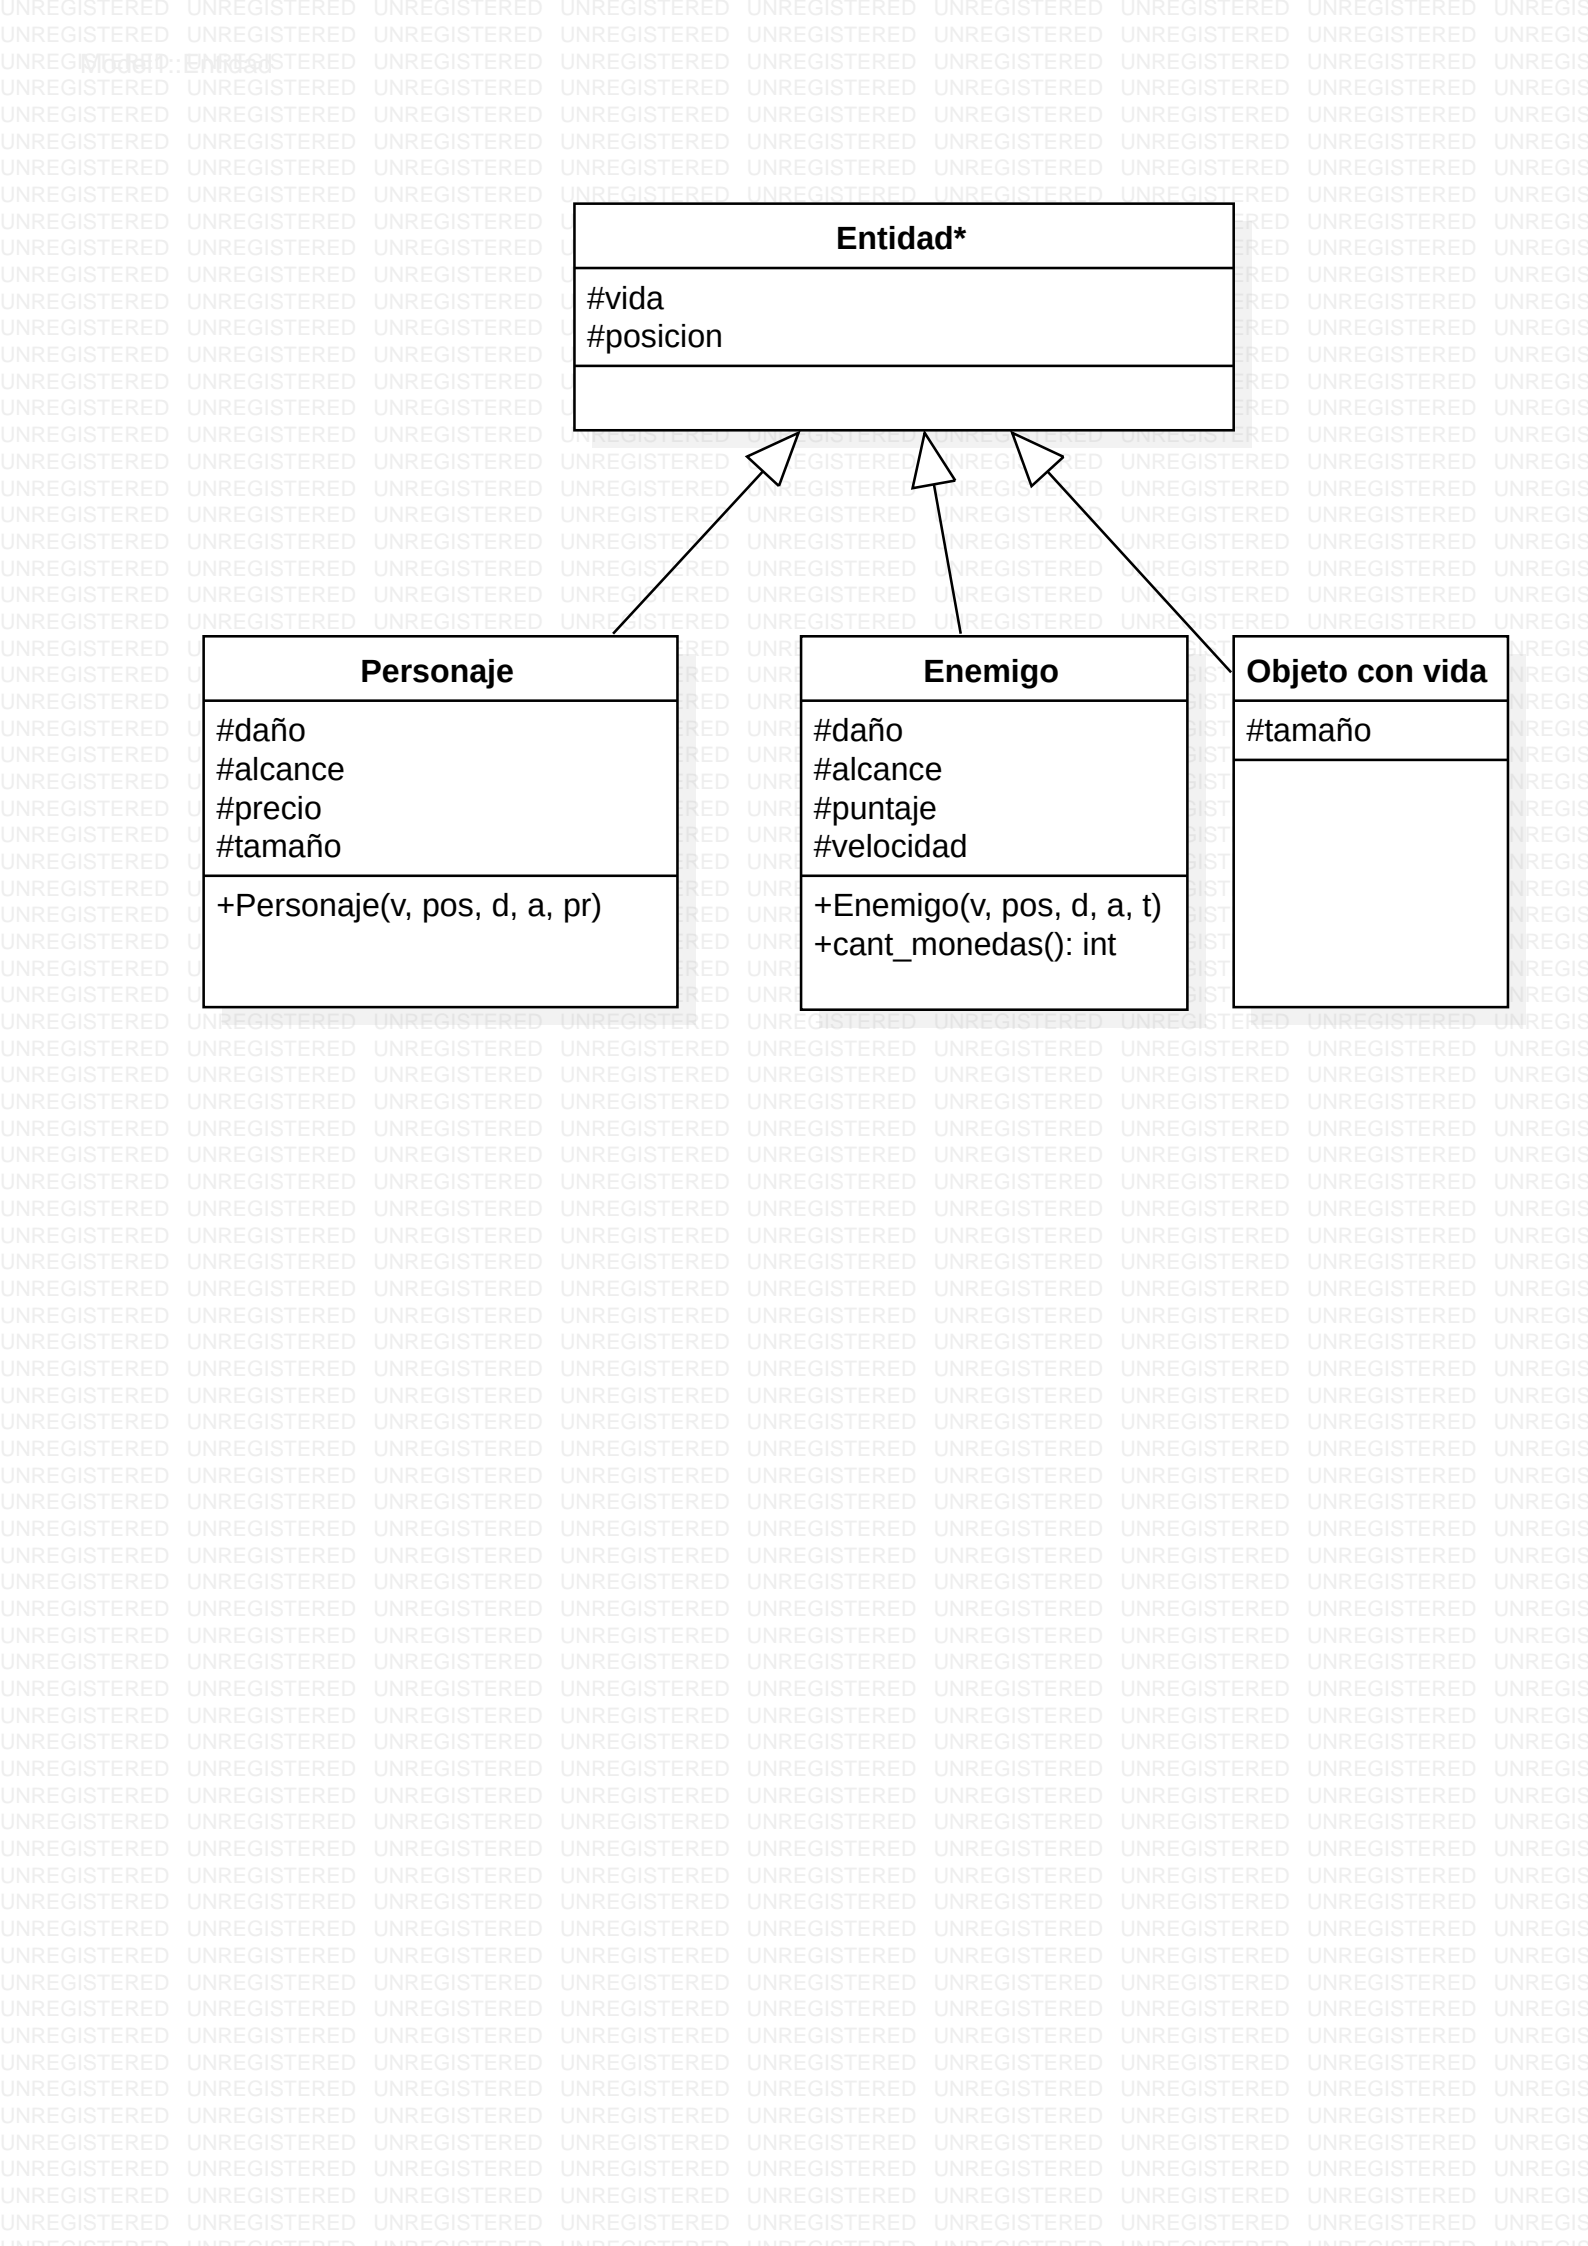 Model1::Entidad
Entidad*
#vida
#posicion
Personaje
#daño
#alcance
#precio
#tamaño
+Personaje(v, pos, d, a, pr)
Enemigo
#daño
#alcance
#puntaje
#velocidad
+Enemigo(v, pos, d, a, t)
+cant_monedas(): int
Objeto con vida
#tamaño
UNREGISTERED